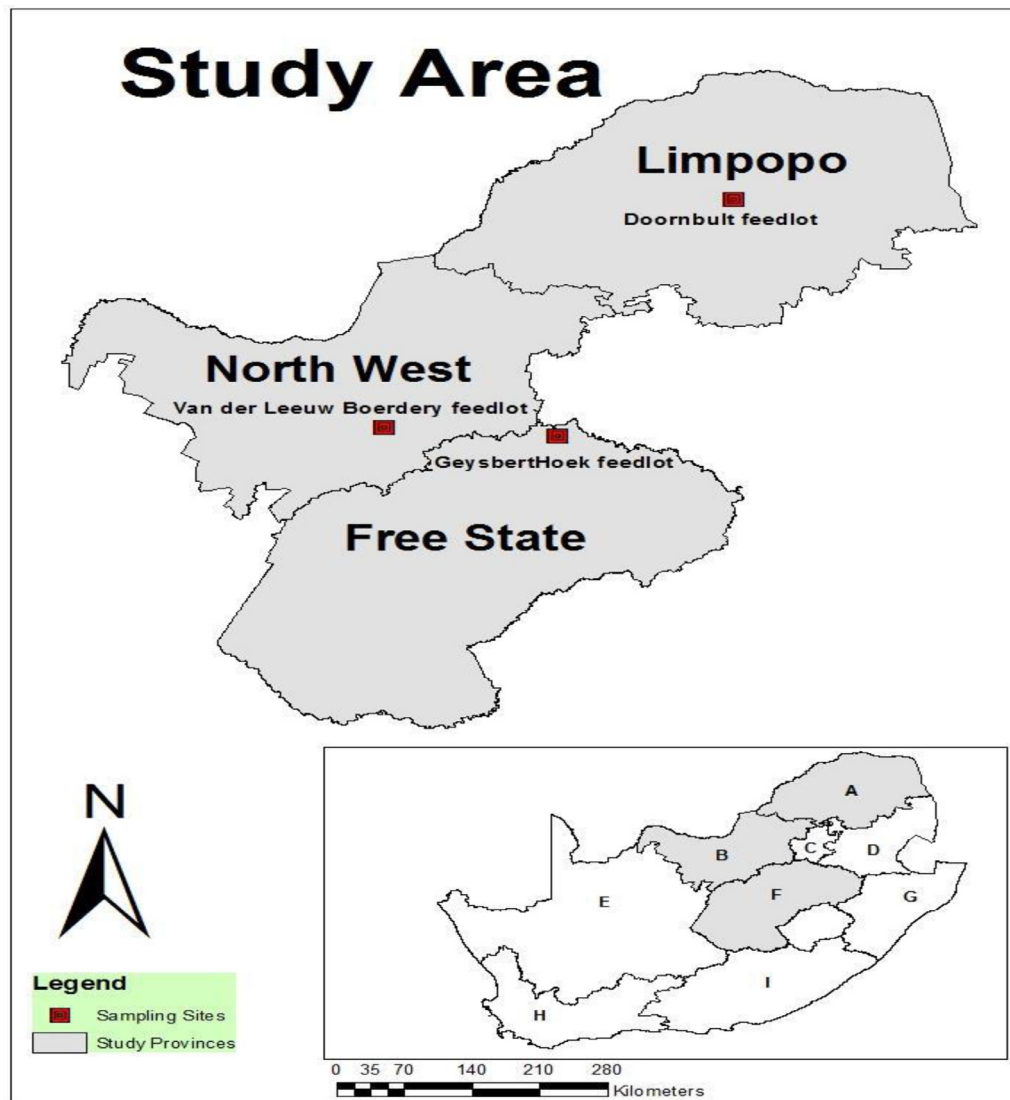 Study Area
Limpopo
Doornbult feedlot
North West
Van der Leeuw Boerdery feedlot
GeysbertHoek feedlot
Free State
N
Legend
Sampling Sites
Study Provinces
A
B
C
D
E
F
G
H
I
0 35 70 140 210 280
Kilometers